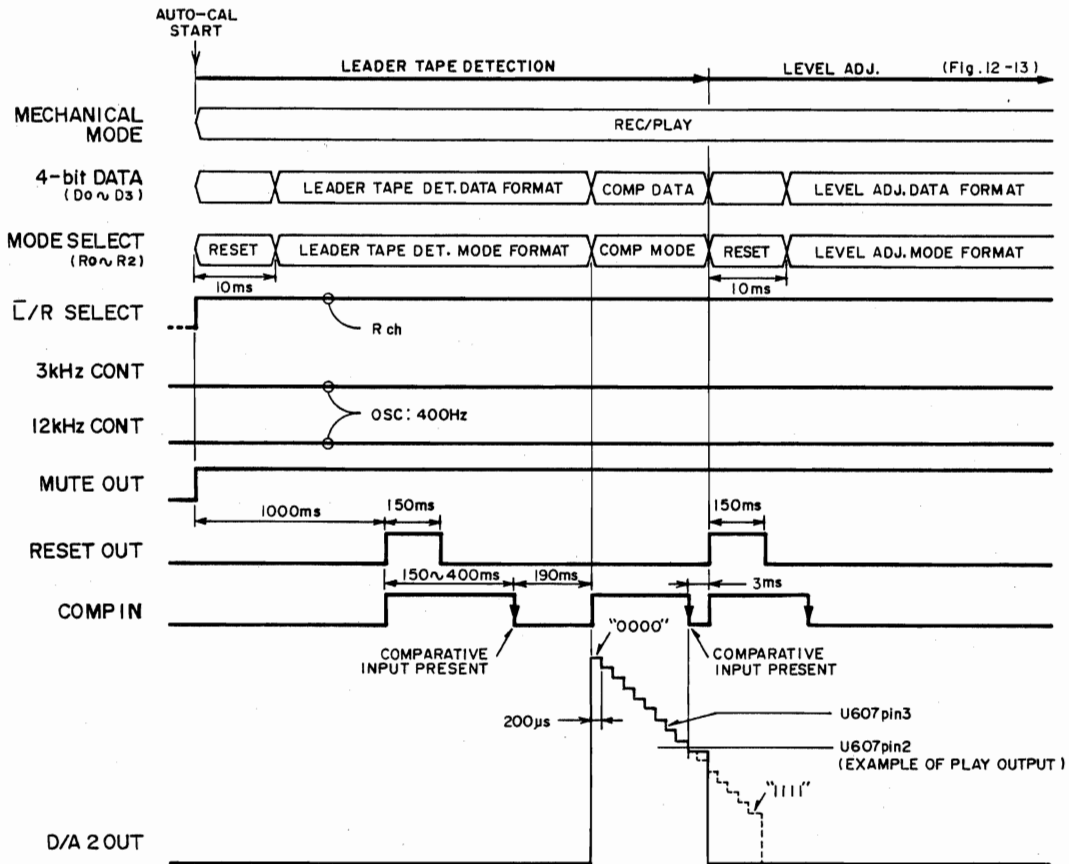 AUTO-CAL
START
LEADER TAPE DETECTION
LEVEL ADJ.
(Fig.12-13)
MECHANICAL
MODE
REC/PLAY
4-bit DATA
(D0~D3)
LEADER TAPE DET. DATA FORMAT
COMP DATA
LEVEL ADJ. DATA FORMAT
MODE SELECT
(R0~R2)
RESET
LEADER TAPE DET. MODE FORMAT
COMP MODE
RESET
LEVEL ADJ. MODE FORMAT
10ms
10ms
L̅/R SELECT
R ch
3kHz CONT
OSC: 400Hz
12kHz CONT
MUTE OUT
1000ms
150ms
150ms
RESET OUT
150~400ms
190ms
3ms
COMP IN
"0000"
COMPARATIVE
INPUT PRESENT
COMPARATIVE
INPUT PRESENT
200µs
U607pin3
U607pin2
(EXAMPLE OF PLAY OUTPUT)
"1111"
D/A 2 OUT